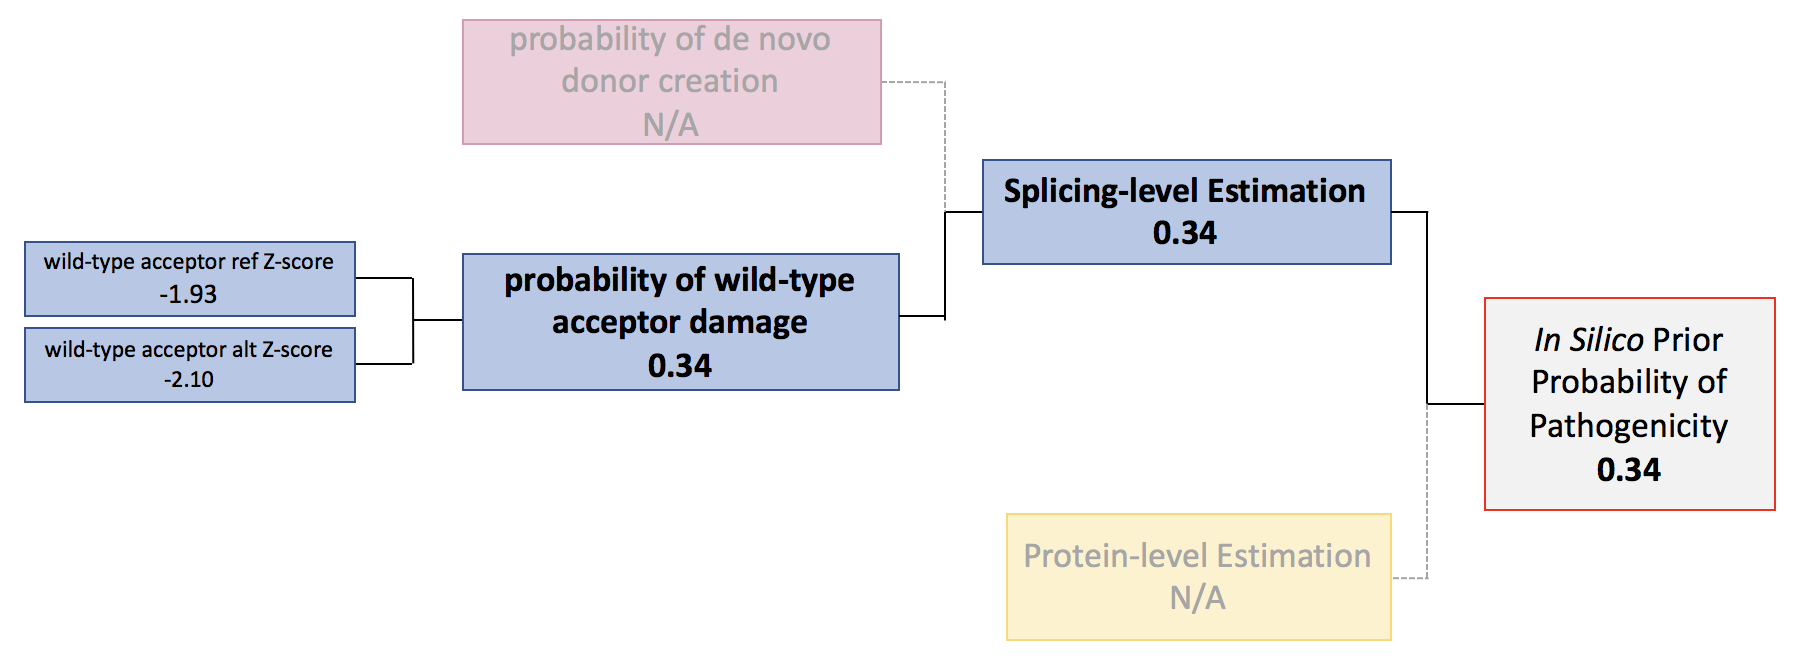 probability of de novo
donor creation
N/A
wild-type acceptor ref Z-score
-1.93
wild-type acceptor alt Z-score
-2.10
probability of wild-type
acceptor damage
0.34
Splicing-level Estimation
0.34
Protein-level Estimation
N/A
In Silico Prior
Probability of
Pathogenicity
0.34